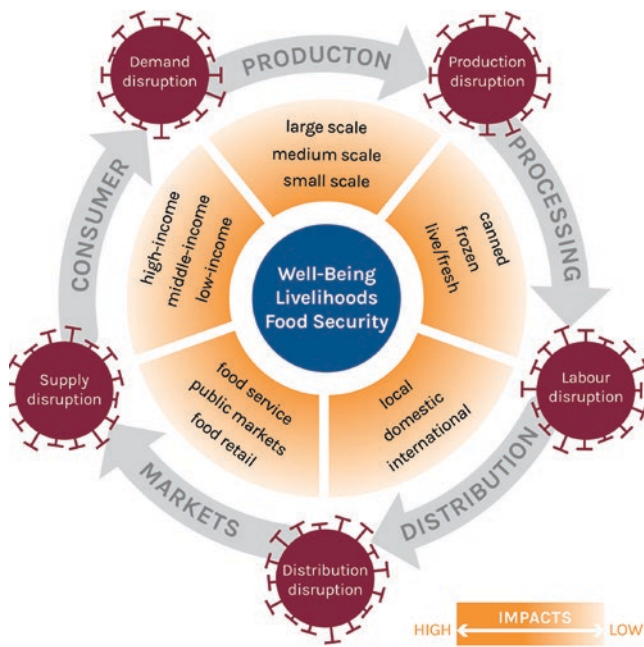 Demand
disruption
PRODUCTON
Production
disruption
PROCESSING
Labour
disruption
DISTRIBUTION
Distribution
disruption
MARKETS
Supply
disruption
CONSUMER
large scale
medium scale
small scale
canned
frozen
live/fresh
local
domestic
international
food service
public markets
food retail
high-income
middle-income
low-income
Well-Being
Livelihoods
Food Security
IMPACTS
HIGH LOW